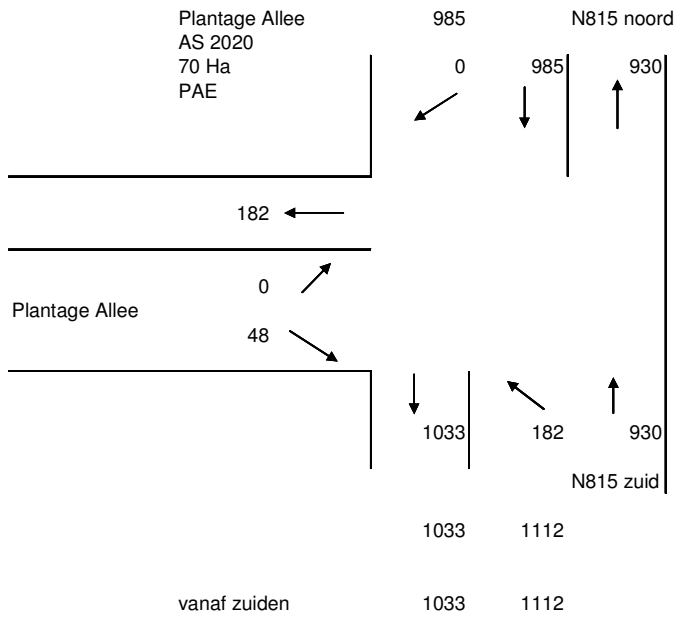 Plantage Allee 985 N815 noord
AS 2020
70 Ha 0 985 930
PAE
182
0
Plantage Allee
48
1033 182 930
N815 zuid
1033 1112
vanaf zuiden 1033 1112